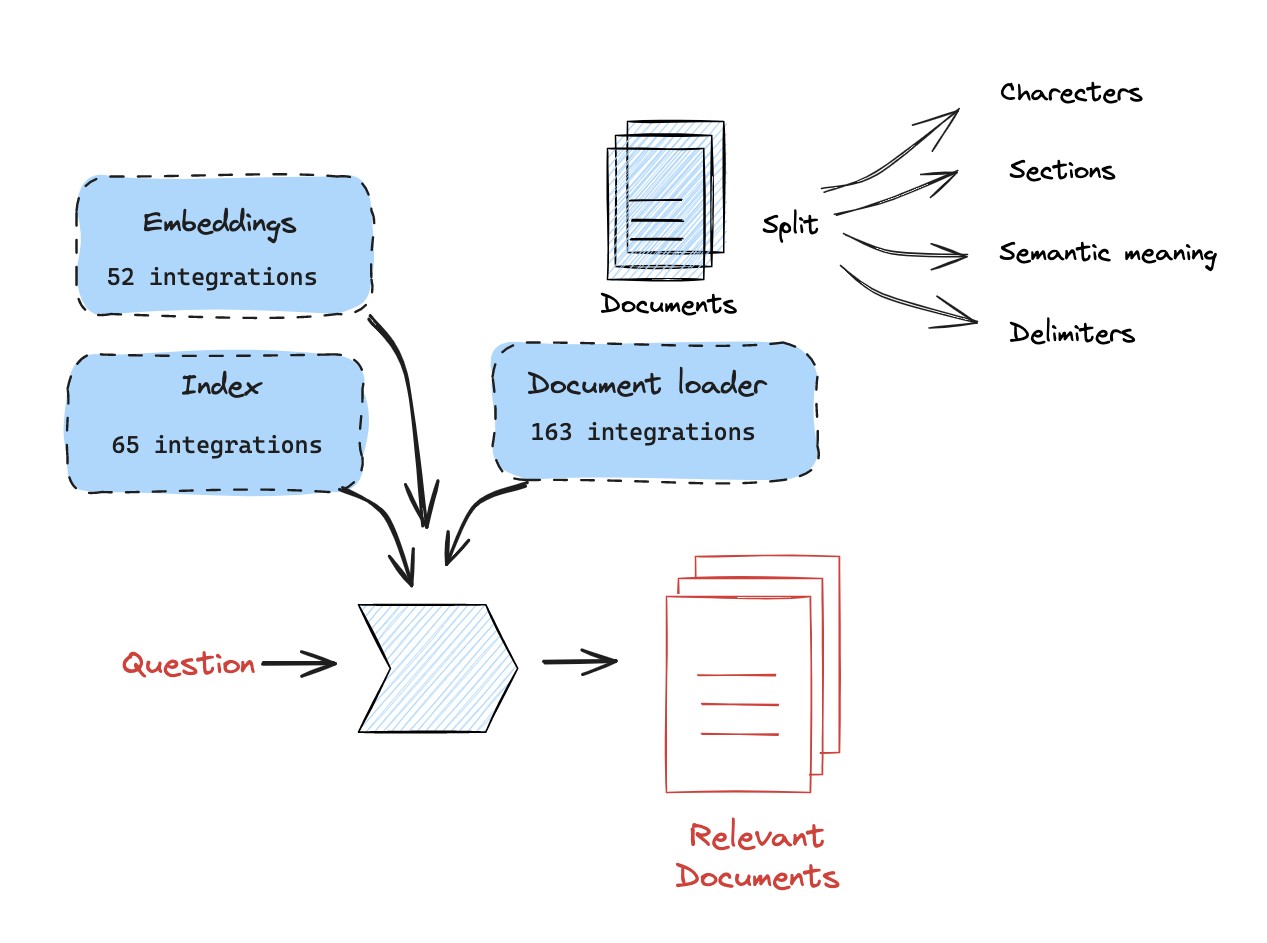 Charecters
Sections
Split
Semantic meaning
Delimiters
Documents
Embeddings
52 integrations
Index
65 integrations
Document loader
163 integrations
Question
Relevant
Documents